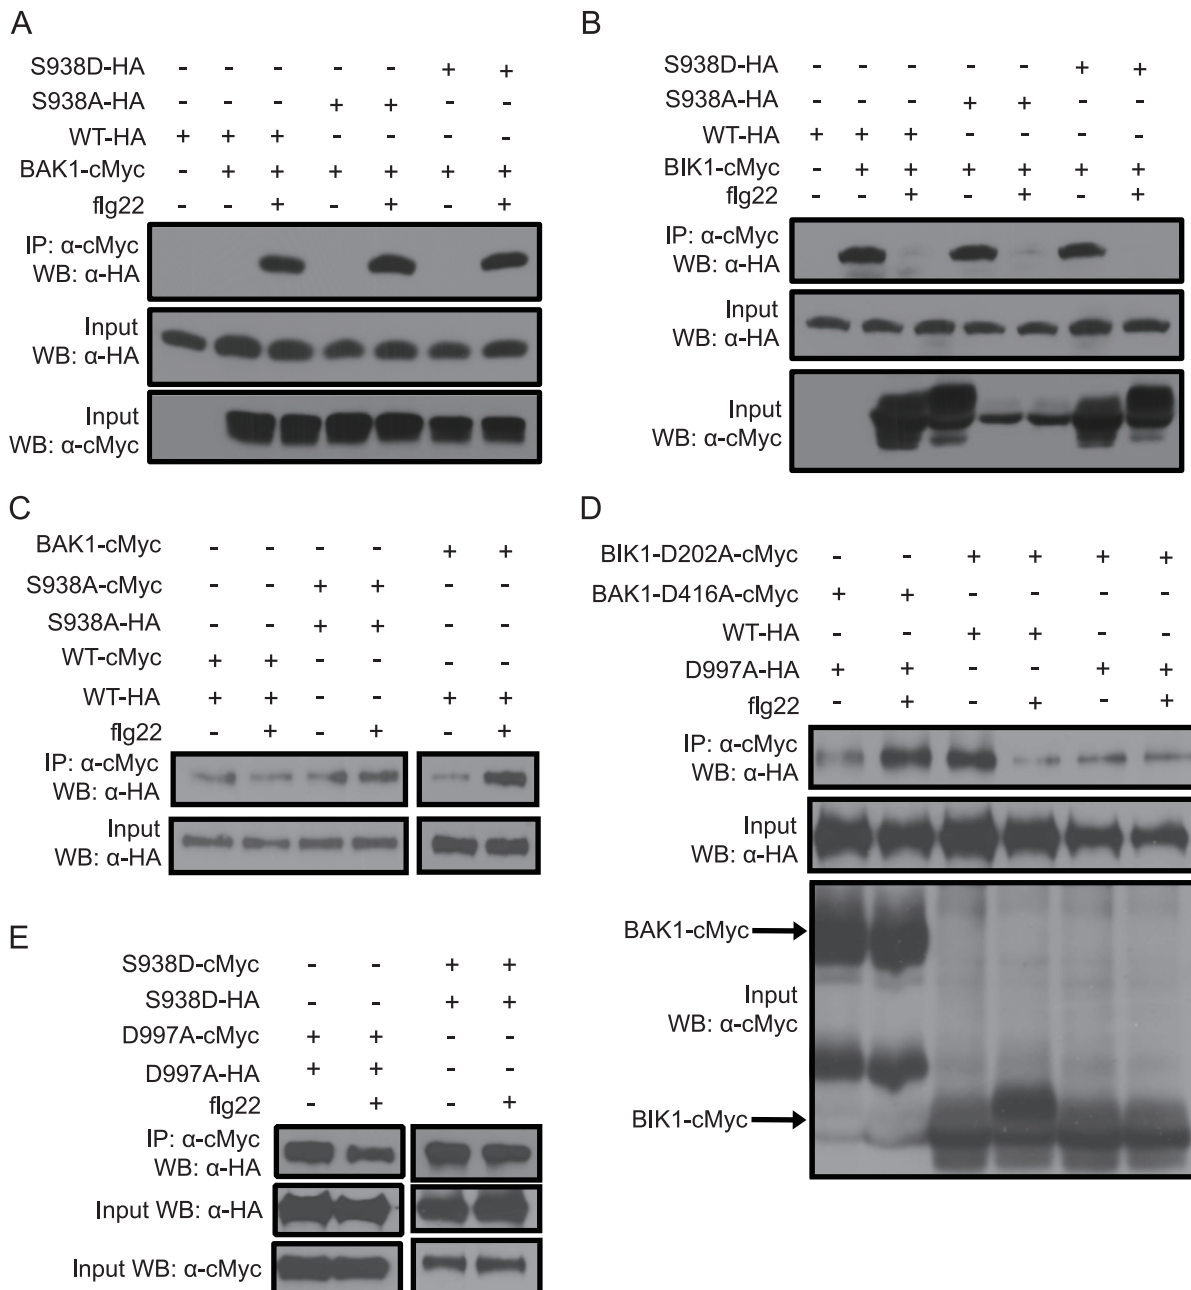 A
S938D-HA - - - - - + +
S938A-HA - - - + + - -
WT-HA + + + - - - -
BAK1-cMyc - + + + + + +
flg22 - - + - + - +
IP: α-cMyc
WB: α-HA
Input
WB: α-HA
Input
WB: α-cMyc
B
S938D-HA - - - - - + +
S938A-HA - - - + + - -
WT-HA + + + - - - -
BIK1-cMyc - + + + + + +
flg22 - - + - + - +
IP: α-cMyc
WB: α-HA
Input
WB: α-HA
Input
WB: α-cMyc
C
BAK1-cMyc - - - - + +
S938A-cMyc - - + + - -
S938A-HA - - + + - -
WT-cMyc + + - - - -
WT-HA + + - - + +
flg22 - + - + - +
IP: α-cMyc
WB: α-HA
Input
WB: α-HA
D
BIK1-D202A-cMyc - - + + + +
BAK1-D416A-cMyc + + - - - -
WT-HA - - + + - -
D997A-HA + + - - + +
flg22 - + - + - +
IP: α-cMyc
WB: α-HA
Input
WB: α-HA
BAK1-cMyc
Input
WB: α-cMyc
BIK1-cMyc
E
S938D-cMyc - - + +
S938D-HA - - + +
D997A-cMyc + + - -
D997A-HA + + - -
flg22 - + - +
IP: α-cMyc
WB: α-HA
Input WB: α-HA
Input WB: α-cMyc